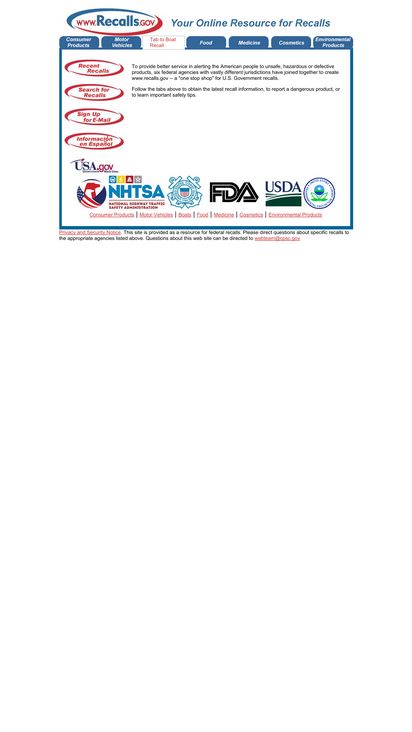 www.Recalls.gov Your Online Resource for Recalls
Consumer Products
Motor Vehicles
Tab to Boat Recall
Food
Medicine
Cosmetics
Environmental Products
Recent Recalls
Search for Recalls
Sign Up for E-Mail
Información en Español
To provide better service in alerting the American people to unsafe, hazardous or defective
products, six federal agencies with vastly different jurisdictions have joined together to create
www.recalls.gov -- a "one stop shop" for U.S. Government recalls.
Follow the tabs above to obtain the latest recall information, to report a dangerous product, or
to learn important safety tips.
USA.gov
NHTSA
NATIONAL HIGHWAY TRAFFIC
SAFETY ADMINISTRATION
FDA
USDA
Consumer Products | Motor Vehicles | Boats | Food | Medicine | Cosmetics | Environmental Products
Privacy and Security Notice. This site is provided as a resource for federal recalls. Please direct questions about specific recalls to
the appropriate agencies listed above. Questions about this web site can be directed to webteam@cpsc.gov